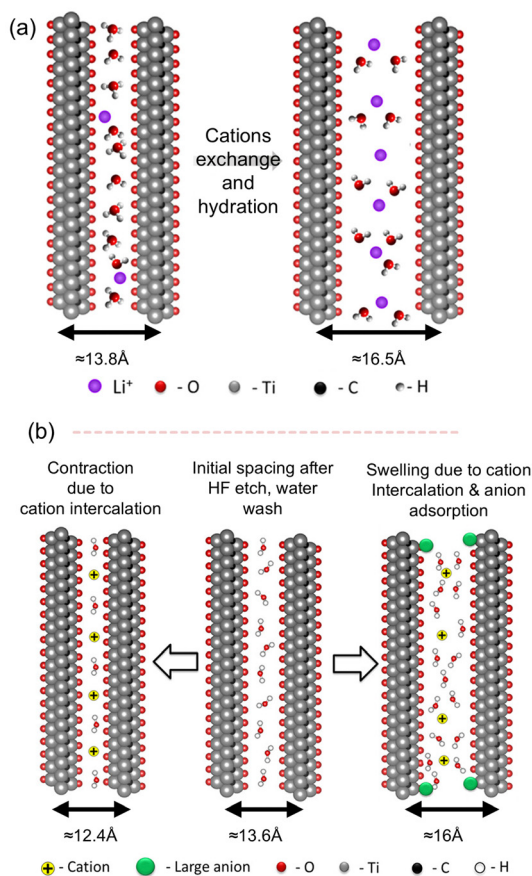 (a)
Cations
exchange
and
hydration
≈13.8Å
≈16.5Å
Li⁺ - O - Ti - C - H
(b)
Contraction
due to
cation intercalation
Initial spacing after
HF etch, water
wash
Swelling due to cation
Intercalation & anion
adsorption
+
+
+
+
+
+
+
+
≈12.4Å
≈13.6Å
≈16Å
+ - Cation - Large anion - O - Ti - C - H